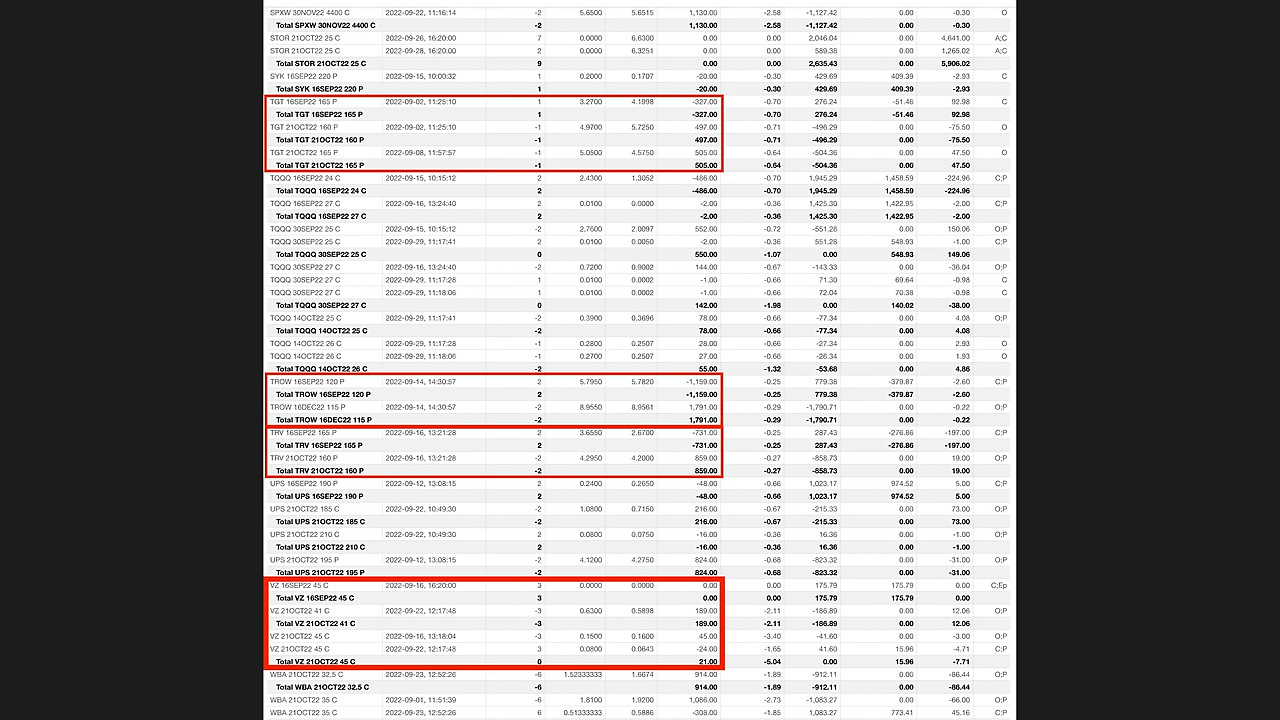 SPXW 30NOV22 4400 C 2022-09-22, 11:16:14 -2 5.6500 5.6515 1,130.00 -2.58 -1,127.42 0.00 -0.30 O
Total SPXW 30NOV22 4400 C -2 1,130.00 -2.58 -1,127.42 0.00 -0.30
STOR 21OCT22 25 C 2022-09-26, 16:20:00 7 0.0000 6.6300 0.00 0.00 2,046.04 0.00 4,641.00 A;C
STOR 21OCT22 25 C 2022-09-28, 16:20:00 2 0.0000 6.3251 0.00 0.00 589.38 0.00 1,265.02 A;C
Total STOR 21OCT22 25 C 9 0.00 0.00 2,635.43 0.00 5,906.02
SYK 16SEP22 220 P 2022-09-15, 10:00:32 1 0.2000 0.1707 -20.00 -0.30 429.69 409.39 -2.93 C
Total SYK 16SEP22 220 P 1 -20.00 -0.30 429.69 409.39 -2.93
TGT 16SEP22 165 P 2022-09-02, 11:25:10 1 3.2700 4.1998 -327.00 -0.70 276.24 -51.46 92.98 C
Total TGT 16SEP22 165 P 1 -327.00 -0.70 276.24 -51.46 92.98
TGT 21OCT22 160 P 2022-09-02, 11:25:10 -1 4.9700 5.7250 497.00 -0.71 -496.29 0.00 -75.50 O
Total TGT 21OCT22 160 P -1 497.00 -0.71 -496.29 0.00 -75.50
TGT 21OCT22 165 P 2022-09-08, 11:57:57 -1 5.0500 4.5750 505.00 -0.64 -504.36 0.00 47.50 O
Total TGT 21OCT22 165 P -1 505.00 -0.64 -504.36 0.00 47.50
TQQQ 16SEP22 24 C 2022-09-15, 10:15:12 2 2.4300 1.3052 -486.00 -0.70 1,945.29 1,458.59 -224.96 C;P
Total TQQQ 16SEP22 24 C 2 -486.00 -0.70 1,945.29 1,458.59 -224.96
TQQQ 16SEP22 27 C 2022-09-16, 13:24:40 2 0.0100 0.0000 -2.00 -0.36 1,425.30 1,422.95 -2.00 C;P
Total TQQQ 16SEP22 27 C 2 -2.00 -0.36 1,425.30 1,422.95 -2.00
TQQQ 30SEP22 25 C 2022-09-15, 10:15:12 -2 2.7600 2.0097 552.00 -0.72 -551.28 0.00 150.06 O;P
TQQQ 30SEP22 25 C 2022-09-29, 11:17:41 2 0.0100 0.0050 -2.00 -0.36 551.28 548.93 -1.00 C;P
Total TQQQ 30SEP22 25 C 0 550.00 -1.07 0.00 548.93 149.06
TQQQ 30SEP22 27 C 2022-09-16, 13:24:40 -2 0.7200 0.9002 144.00 -0.67 -143.33 0.00 -36.04 O;P
TQQQ 30SEP22 27 C 2022-09-29, 11:17:28 1 0.0100 0.0002 -1.00 -0.66 71.30 69.64 -0.98 C
TQQQ 30SEP22 27 C 2022-09-29, 11:18:06 1 0.0100 0.0002 -1.00 -0.66 72.04 70.38 -0.98 C
Total TQQQ 30SEP22 27 C 0 142.00 -1.98 0.00 140.02 -38.00
TQQQ 14OCT22 25 C 2022-09-29, 11:17:41 -2 0.3900 0.3696 78.00 -0.66 -77.34 0.00 4.08 O;P
Total TQQQ 14OCT22 25 C -2 78.00 -0.66 -77.34 0.00 4.08
TQQQ 14OCT22 26 C 2022-09-29, 11:17:28 -1 0.2800 0.2507 28.00 -0.66 -27.34 0.00 2.93 O
TQQQ 14OCT22 26 C 2022-09-29, 11:18:06 -1 0.2700 0.2507 27.00 -0.66 -26.34 0.00 1.93 O
Total TQQQ 14OCT22 26 C -2 55.00 -1.32 -53.68 0.00 4.86
TROW 16SEP22 120 P 2022-09-14, 14:30:57 2 5.7950 5.7820 -1,159.00 -0.25 779.38 -379.87 -2.60 C;P
Total TROW 16SEP22 120 P 2 -1,159.00 -0.25 779.38 -379.87 -2.60
TROW 16DEC22 115 P 2022-09-14, 14:30:57 -2 8.9550 8.9561 1,791.00 -0.29 -1,790.71 0.00 -0.22 O;P
Total TROW 16DEC22 115 P -2 1,791.00 -0.29 -1,790.71 0.00 -0.22
TRV 16SEP22 165 P 2022-09-16, 13:21:28 2 3.6550 2.6700 -731.00 -0.25 287.43 -276.86 -197.00 C;P
Total TRV 16SEP22 165 P 2 -731.00 -0.25 287.43 -276.86 -197.00
TRV 21OCT22 160 P 2022-09-16, 13:21:28 -2 4.2950 4.2000 859.00 -0.27 -858.73 0.00 19.00 O;P
Total TRV 21OCT22 160 P -2 859.00 -0.27 -858.73 0.00 19.00
UPS 16SEP22 190 P 2022-09-12, 13:08:15 2 0.2400 0.2650 -48.00 -0.66 1,023.17 974.52 5.00 C;P
Total UPS 16SEP22 190 P 2 -48.00 -0.66 1,023.17 974.52 5.00
UPS 21OCT22 185 C 2022-09-22, 10:49:30 -2 1.0800 0.7150 216.00 -0.67 -215.33 0.00 73.00 O;P
Total UPS 21OCT22 185 C -2 216.00 -0.67 -215.33 0.00 73.00
UPS 21OCT22 210 C 2022-09-22, 10:49:30 2 0.0800 0.0750 -16.00 -0.36 16.36 0.00 -1.00 O;P
Total UPS 21OCT22 210 C 2 -16.00 -0.36 16.36 0.00 -1.00
UPS 21OCT22 195 P 2022-09-12, 13:08:15 -2 4.1200 4.2750 824.00 -0.68 -823.32 0.00 -31.00 O;P
Total UPS 21OCT22 195 P -2 824.00 -0.68 -823.32 0.00 -31.00
VZ 16SEP22 45 C 2022-09-16, 16:20:00 3 0.0000 0.0000 0.00 0.00 175.79 175.79 0.00 C;Ep
Total VZ 16SEP22 45 C 3 0.00 0.00 175.79 175.79 0.00
VZ 21OCT22 41 C 2022-09-22, 12:17:48 -3 0.6300 0.5898 189.00 -2.11 -186.89 0.00 12.06 O;P
Total VZ 21OCT22 41 C -3 189.00 -2.11 -186.89 0.00 12.06
VZ 21OCT22 45 C 2022-09-16, 13:18:04 -3 0.1500 0.1600 45.00 -3.40 -41.60 0.00 -3.00 O;P
VZ 21OCT22 45 C 2022-09-22, 12:17:48 3 0.0800 0.0643 -24.00 -1.65 41.60 15.96 -4.71 C;P
Total VZ 21OCT22 45 C 0 21.00 -5.04 0.00 15.96 -7.71
WBA 21OCT22 32.5 C 2022-09-23, 12:52:26 -6 1.52333333 1.6674 914.00 -1.89 -912.11 0.00 -86.44 O;P
Total WBA 21OCT22 32.5 C -6 914.00 -1.89 -912.11 0.00 -86.44
WBA 21OCT22 35 C 2022-09-01, 11:51:39 -6 1.8100 1.9200 1,086.00 -2.73 -1,083.27 0.00 -66.00 O;P
WBA 21OCT22 35 C 2022-09-23, 12:52:26 6 0.51333333 0.5886 -308.00 -1.85 1,083.27 773.41 45.16 C;P